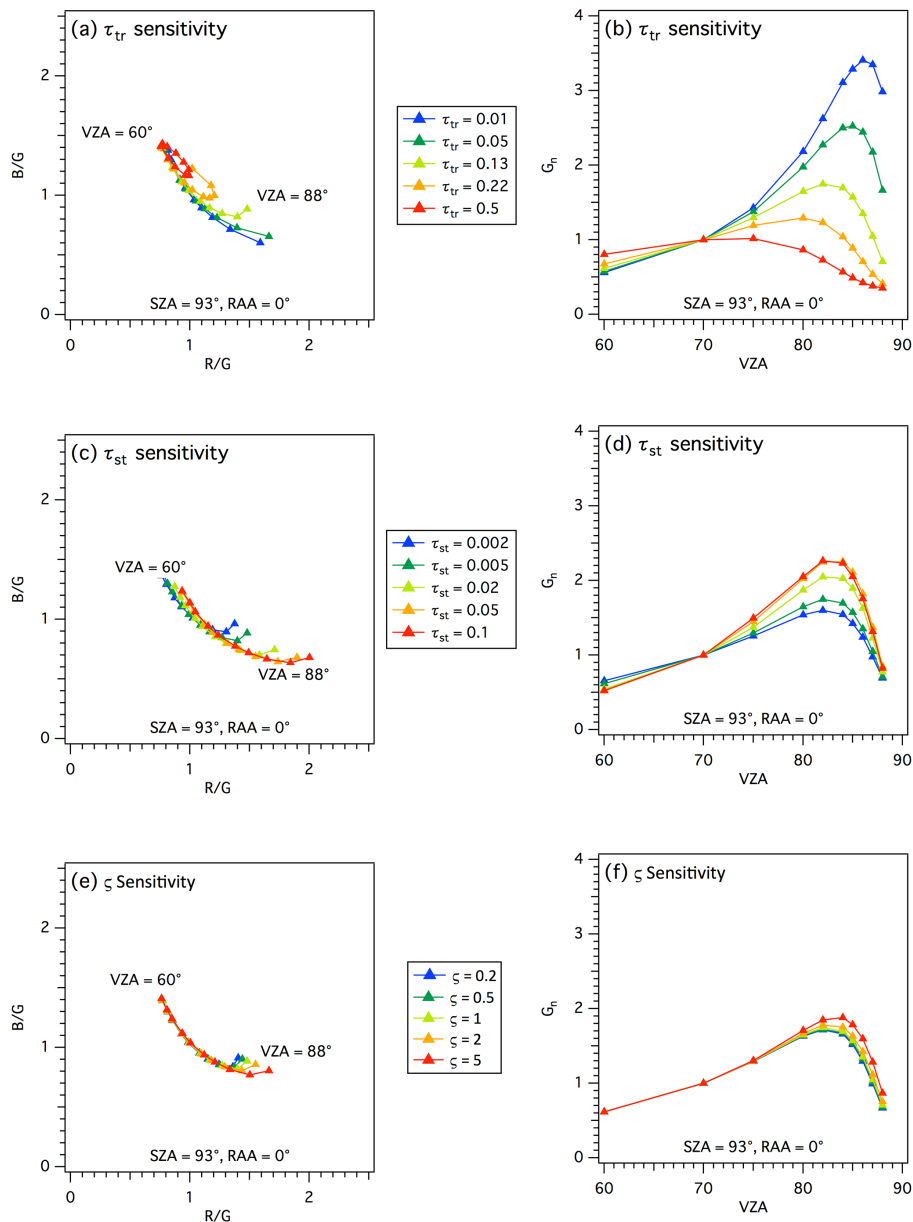 (a) τtr sensitivity
B/G
2
1
0
VZA = 60°
VZA = 88°
SZA = 93°, RAA = 0°
0 1 2
R/G
τtr = 0.01
τtr = 0.05
τtr = 0.13
τtr = 0.22
τtr = 0.5
(b) τtr sensitivity
Gn
4
3
2
1
0
SZA = 93°, RAA = 0°
60 70 80 90
VZA
(c) τst sensitivity
B/G
2
1
0
VZA = 60°
VZA = 88°
SZA = 93°, RAA = 0°
0 1 2
R/G
τst = 0.002
τst = 0.005
τst = 0.02
τst = 0.05
τst = 0.1
(d) τst sensitivity
Gn
4
3
2
1
0
SZA = 93°, RAA = 0°
60 70 80 90
VZA
(e) ς Sensitivity
B/G
2
1
0
VZA = 60°
VZA = 88°
SZA = 93°, RAA = 0°
0 1 2
R/G
ς = 0.2
ς = 0.5
ς = 1
ς = 2
ς = 5
(f) ς Sensitivity
Gn
4
3
2
1
0
SZA = 93°, RAA = 0°
60 70 80 90
VZA